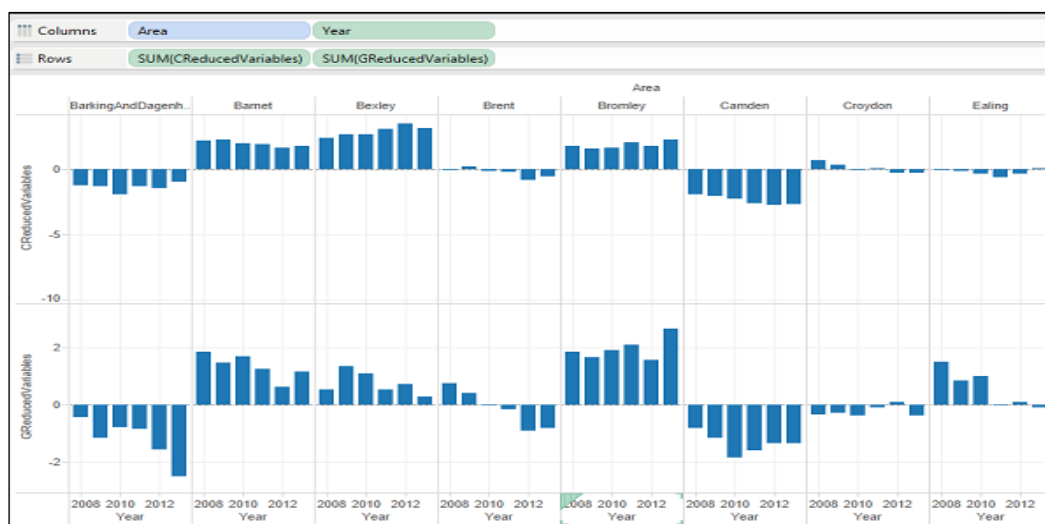 Columns Area Year
Rows SUM(CReducedVariables) SUM(GReducedVariables)
Area
BarkingAndDagenh.. Barnet Bexley Brent Bromley Camden Croydon Ealing
0
-5
-10
CReducedVariables
2
0
-2
GReducedVariables
2008 2010 2012 2008 2010 2012 2008 2010 2012 2008 2010 2012 2008 2010 2012 2008 2010 2012 2008 2010 2012 2008 2010 2012
Year Year Year Year Year Year Year Year